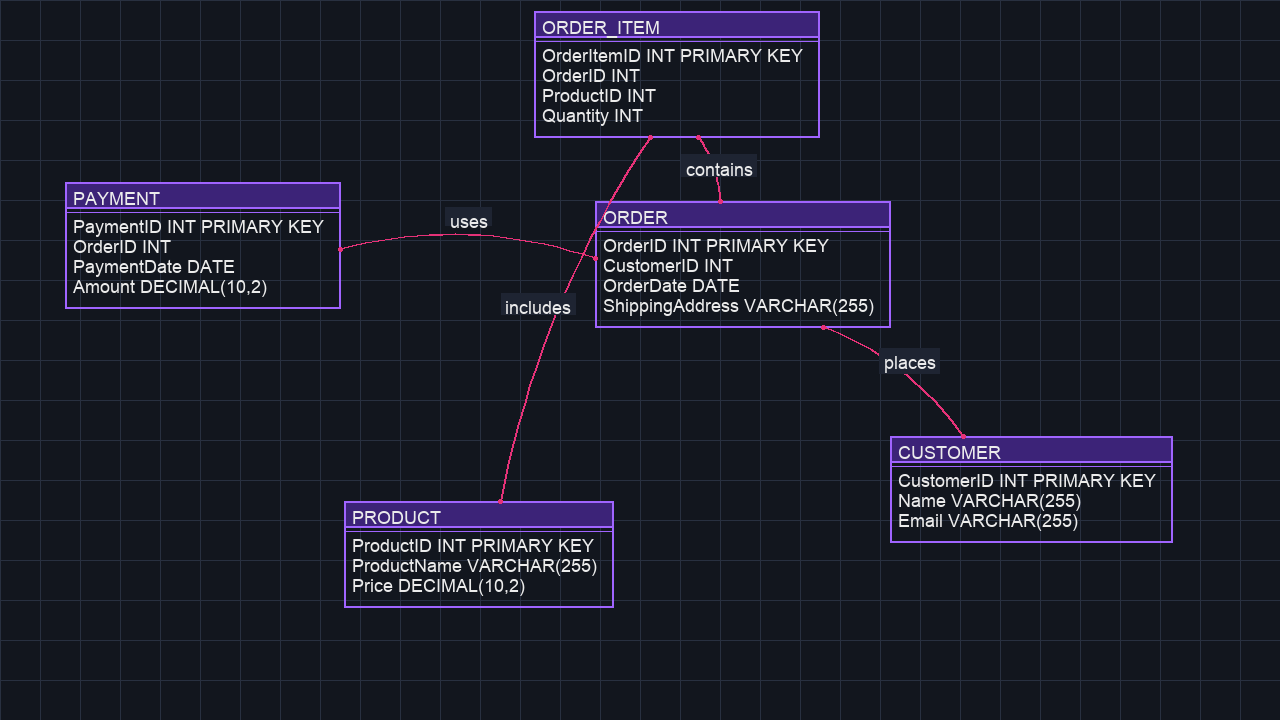 ORDER_ITEM
OrderItemID INT PRIMARY KEY
OrderID INT
ProductID INT
Quantity INT
contains
PAYMENT
PaymentID INT PRIMARY KEY
OrderID INT
PaymentDate DATE
Amount DECIMAL(10,2)
uses
ORDER
OrderID INT PRIMARY KEY
CustomerID INT
OrderDate DATE
ShippingAddress VARCHAR(255)
includes
places
CUSTOMER
CustomerID INT PRIMARY KEY
Name VARCHAR(255)
Email VARCHAR(255)
PRODUCT
ProductID INT PRIMARY KEY
ProductName VARCHAR(255)
Price DECIMAL(10,2)